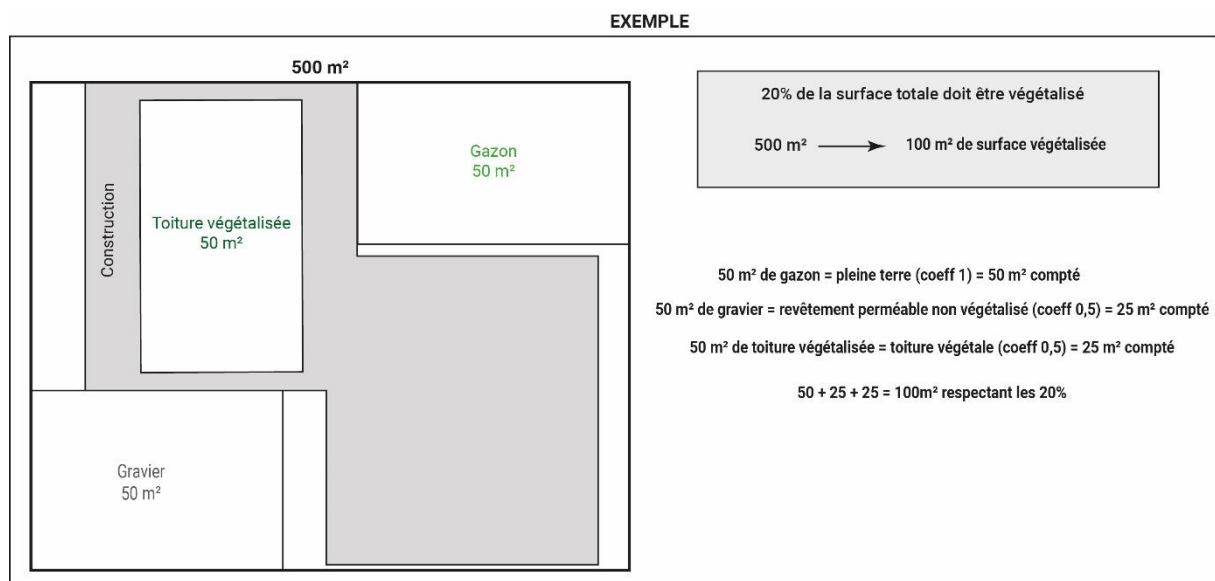 EXEMPLE
500 m²
Construction
Toiture végétalisée
50 m²
Gazon
50 m²
Gravier
50 m²
20% de la surface totale doit être végétalisé
500 m² 100 m² de surface végétalisée
50 m² de gazon = pleine terre (coeff 1) = 50 m² compté
50 m² de gravier = revêtement perméable non végétalisé (coeff 0,5) = 25 m² compté
50 m² de toiture végétalisée = toiture végétale (coeff 0,5) = 25 m² compté
50 + 25 + 25 = 100m² respectant les 20%